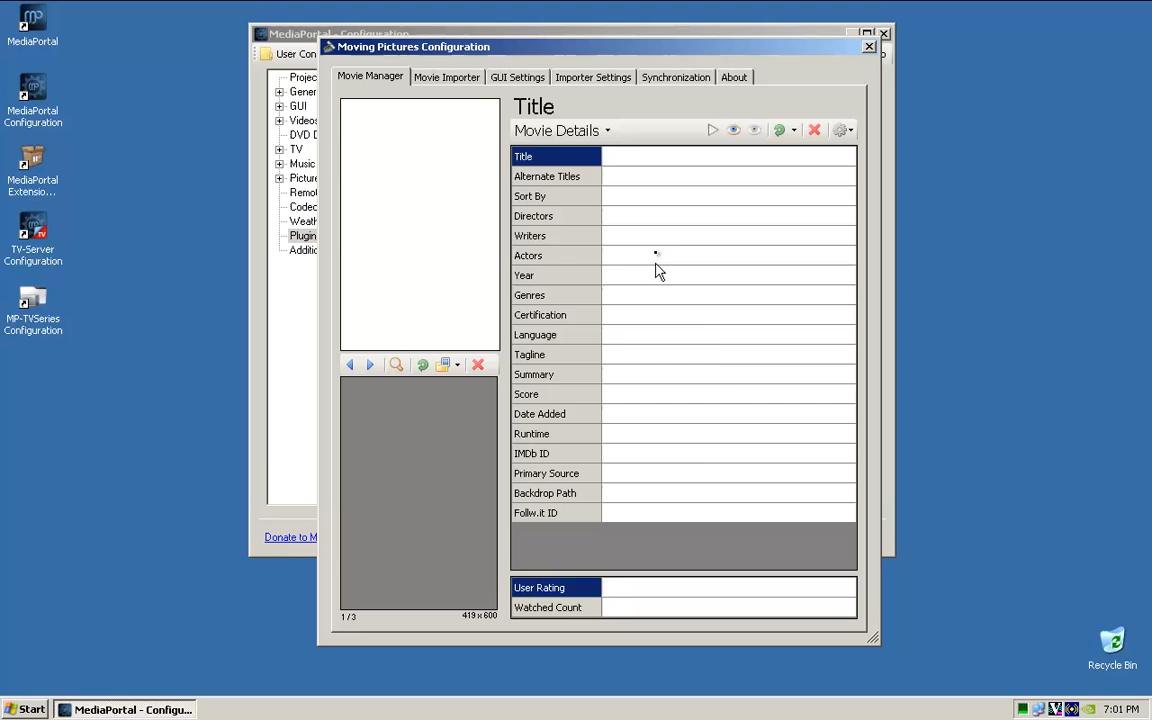 MediaPortal
MediaPortal
Configuration
MediaPortal
Extensio...
TV-Server
Configuration
MP-TVSeries
Configuration
MediaPortal - Configuration
User Con
Projec
Gener
GUI
Videos
DVD D
TV
Music
Picture
Remo
Codec
Weath
Plugin
Additio
Donate to M
Moving Pictures Configuration
Movie Manager
Movie Importer
GUI Settings
Importer Settings
Synchronization
About
Title
Movie Details
Title
Alternate Titles
Sort By
Directors
Writers
Actors
Year
Genres
Certification
Language
Tagline
Summary
Score
Date Added
Runtime
IMDb ID
Primary Source
Backdrop Path
Follw.it ID
User Rating
Watched Count
1 / 3
419 x 600
Recycle Bin
Start
MediaPortal - Configu...
7:01 PM